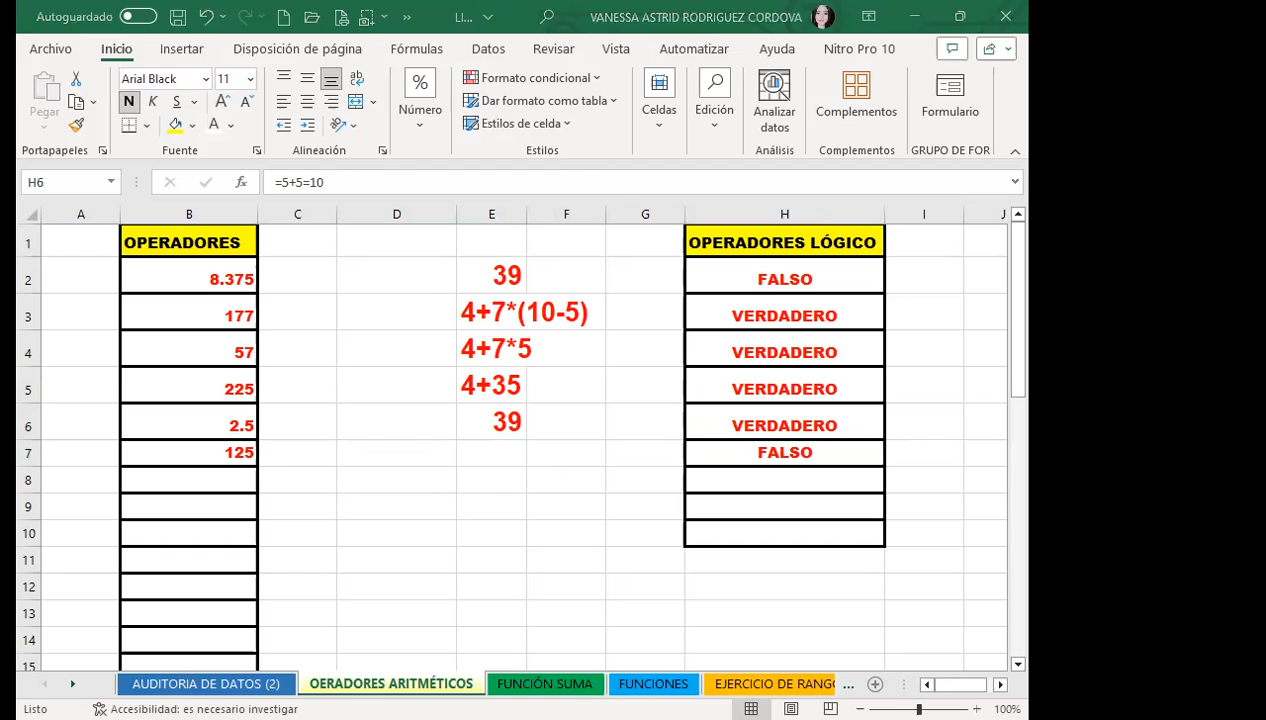 Autoguardado
LI...
VANESSA ASTRID RODRIGUEZ CORDOVA
Archivo Inicio Insertar Disposición de página Fórmulas Datos Revisar Vista Automatizar Ayuda Nitro Pro 10
Pegar
Portapapeles
Arial Black 11
N K S
Fuente
ab
Alineación
%
Número
Formato condicional
Dar formato como tabla
Estilos de celda
Estilos
Celdas
Edición
Analizar
datos
Análisis
Complementos
Complementos
Formulario
GRUPO DE FOR
H6 fx =5+5=10
A B C D E F G H I J
1 OPERADORES OPERADORES LÓGICO
2 8.375 39 FALSO
3 177 4+7*(10-5) VERDADERO
4 57 4+7*5 VERDADERO
5 225 4+35 VERDADERO
6 2.5 39 VERDADERO
7 125 FALSO
8
9
10
11
12
13
14
15
AUDITORIA DE DATOS (2) OERADORES ARITMÉTICOS FUNCIÓN SUMA FUNCIONES EJERCICIO DE RANGO ...
Listo Accesibilidad: es necesario investigar 100%